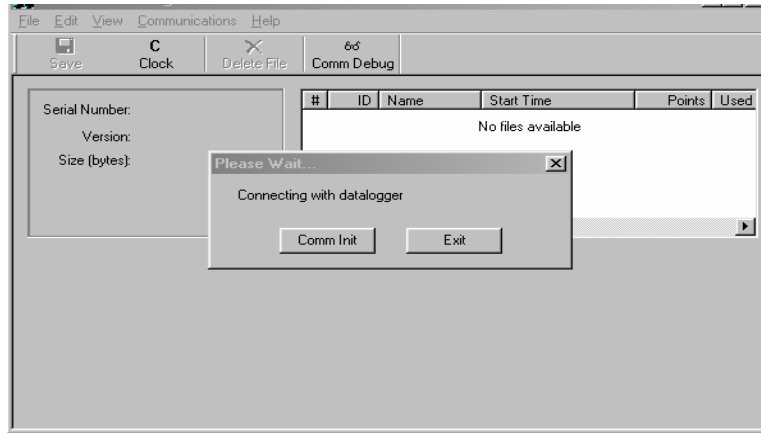 File Edit View Communications Help
C
Save Clock Delete File Comm Debug
Serial Number:
Version:
Size (bytes):
# ID Name Start Time Points Used
No files available
Please Wait...
Connecting with datalogger
Comm Init Exit